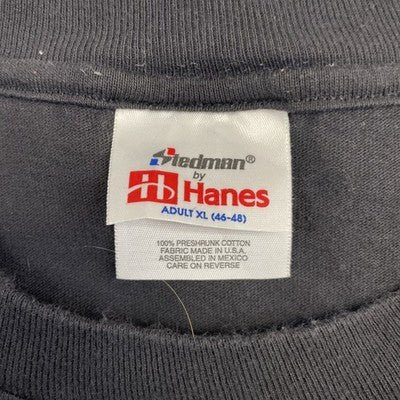 Stedman®
by
H Hanes
ADULT XL (46-48)
100% PRESHRUNK COTTON
FABRIC MADE IN U.S.A.
ASSEMBLED IN MEXICO
CARE ON REVERSE